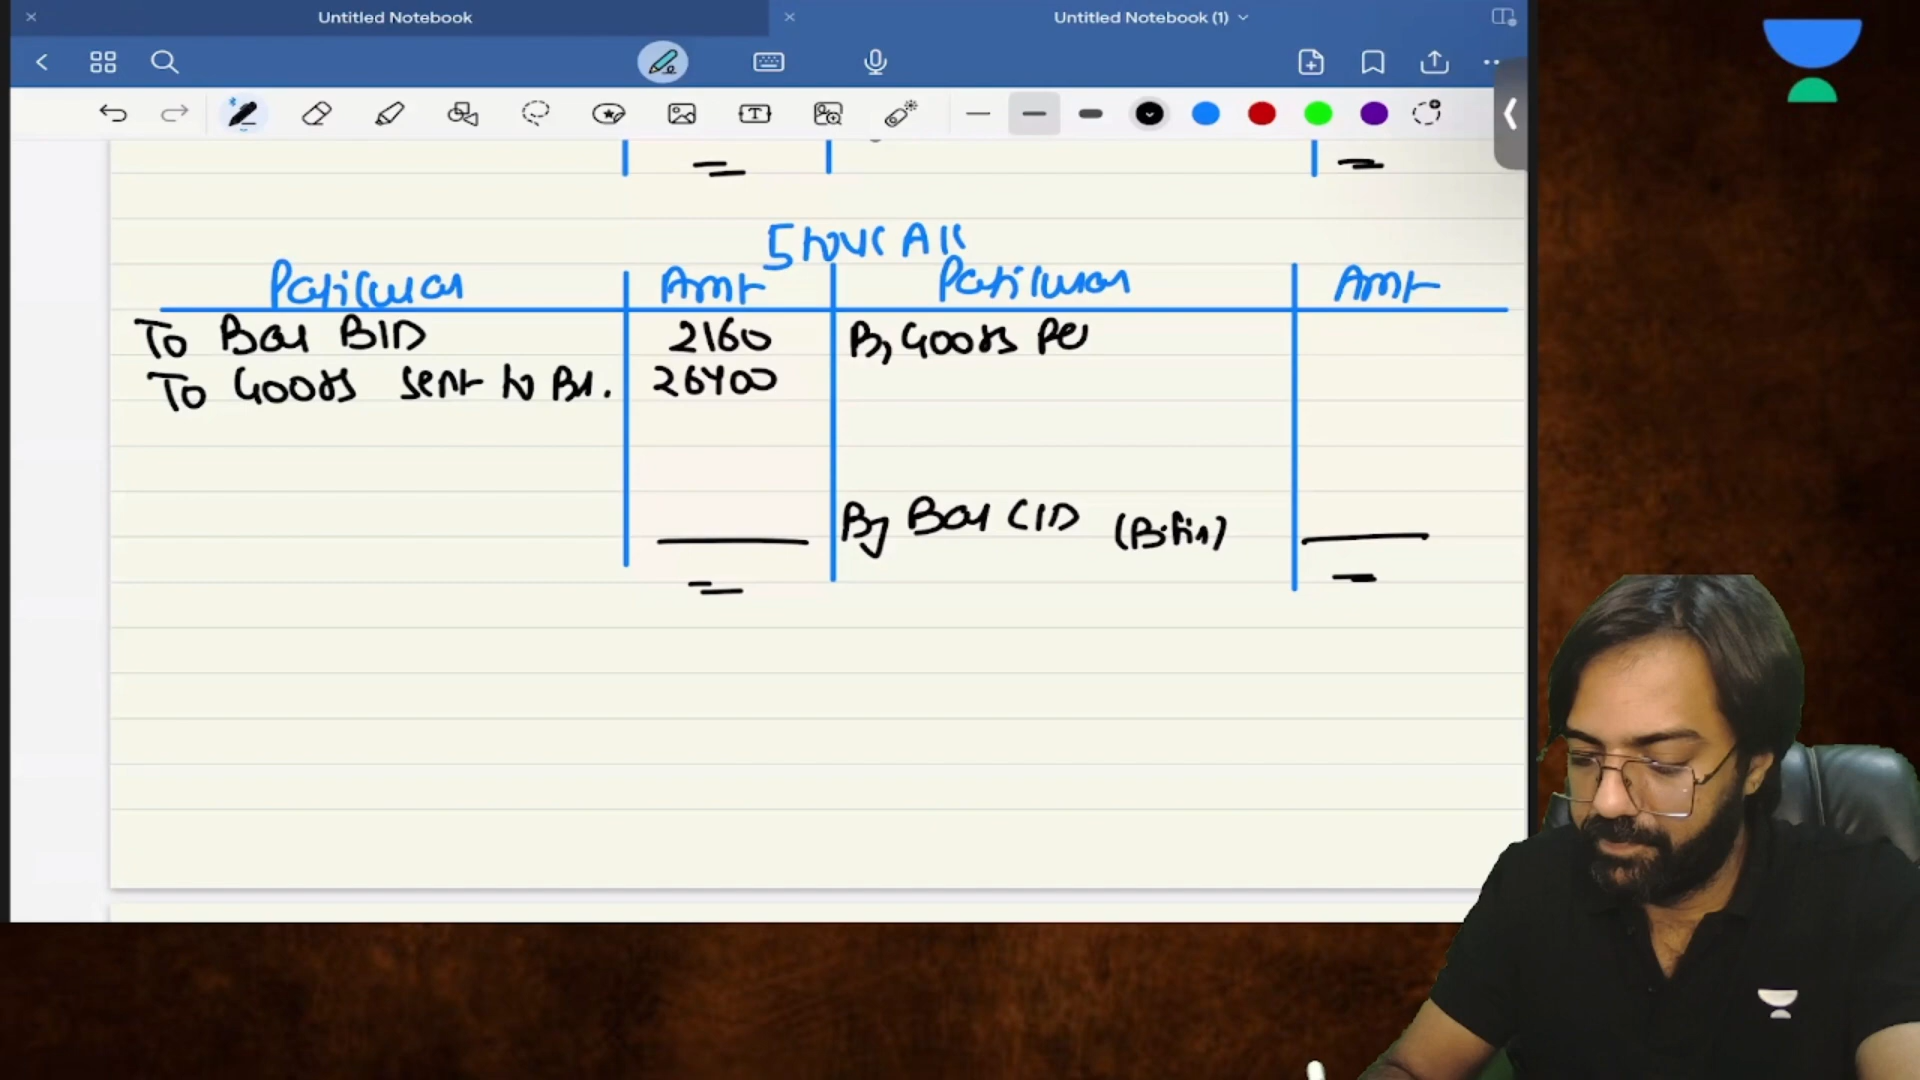 Untitled Notebook
Untitled Notebook (1)
Stock A/c
Particular Amt Particular Amt
To Bal B/D 2160 By Goods Re
To Goods sent to Br. 26400
By Bal C/D (B.fig)